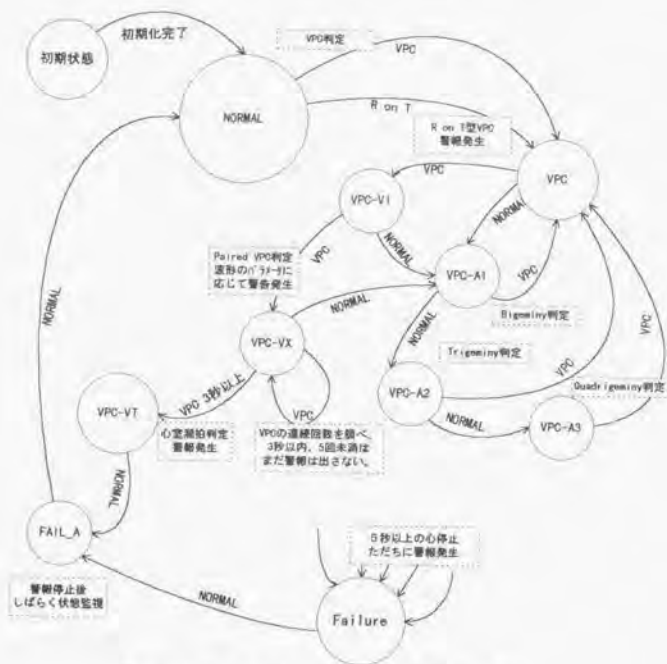 初期状態
初期化完了
NORMAL
VPC判定
VPC
R on T
R on T型VPC
警報発生
VPC
VPC
VPC-V1
NORMAL
NORMAL
VPC-A1
VPC
Bigeminy判定
Paired VPC判定
波形のパラメータに
応じて警告発生
VPC
NORMAL
VPC-VX
NORMAL
Trigeminy判定
VPC-A2
VPC
VPC
Quadrigeminy判定
NORMAL
VPC-A3
VPC 3秒以上
VPC
VPC-VT
心室細拍判定
警報発生
VPCの連続回数を調べ、
3秒以内、5回未満は
まだ警報は出さない。
NORMAL
NORMAL
FAIL_A
警報停止後
しばらく状態監視
NORMAL
5秒以上の心停止
ただちに警報発生
Failure